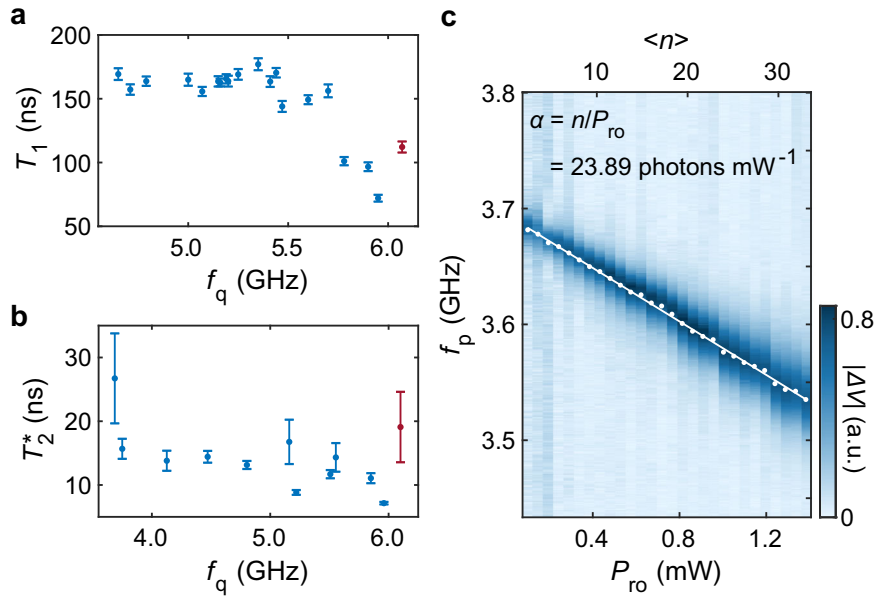 a
200
150
100
50
T1 (ns)
5.0 5.5 6.0
fq (GHz)
b
30
20
10
T2* (ns)
4.0 5.0 6.0
fq (GHz)
c
<n>
10 20 30
3.8
3.7
3.6
3.5
fp (GHz)
α = n/Pro
= 23.89 photons mW⁻¹
0.4 0.8 1.2
Pro (mW)
0.8
0
|ΔV| (a.u.)